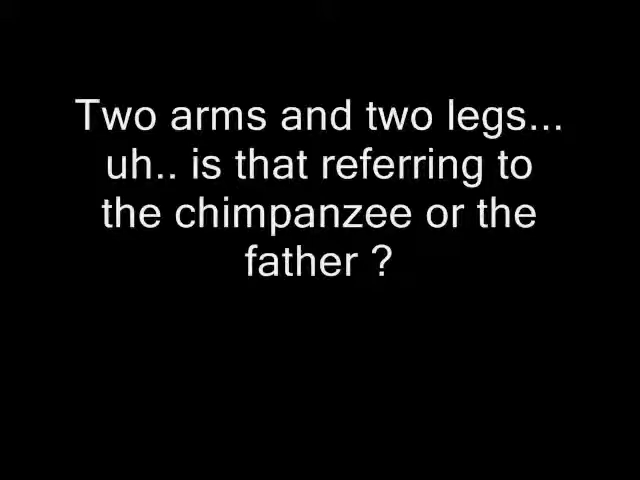 Two arms and two legs...
uh.. is that referring to
the chimpanzee or the
father ?